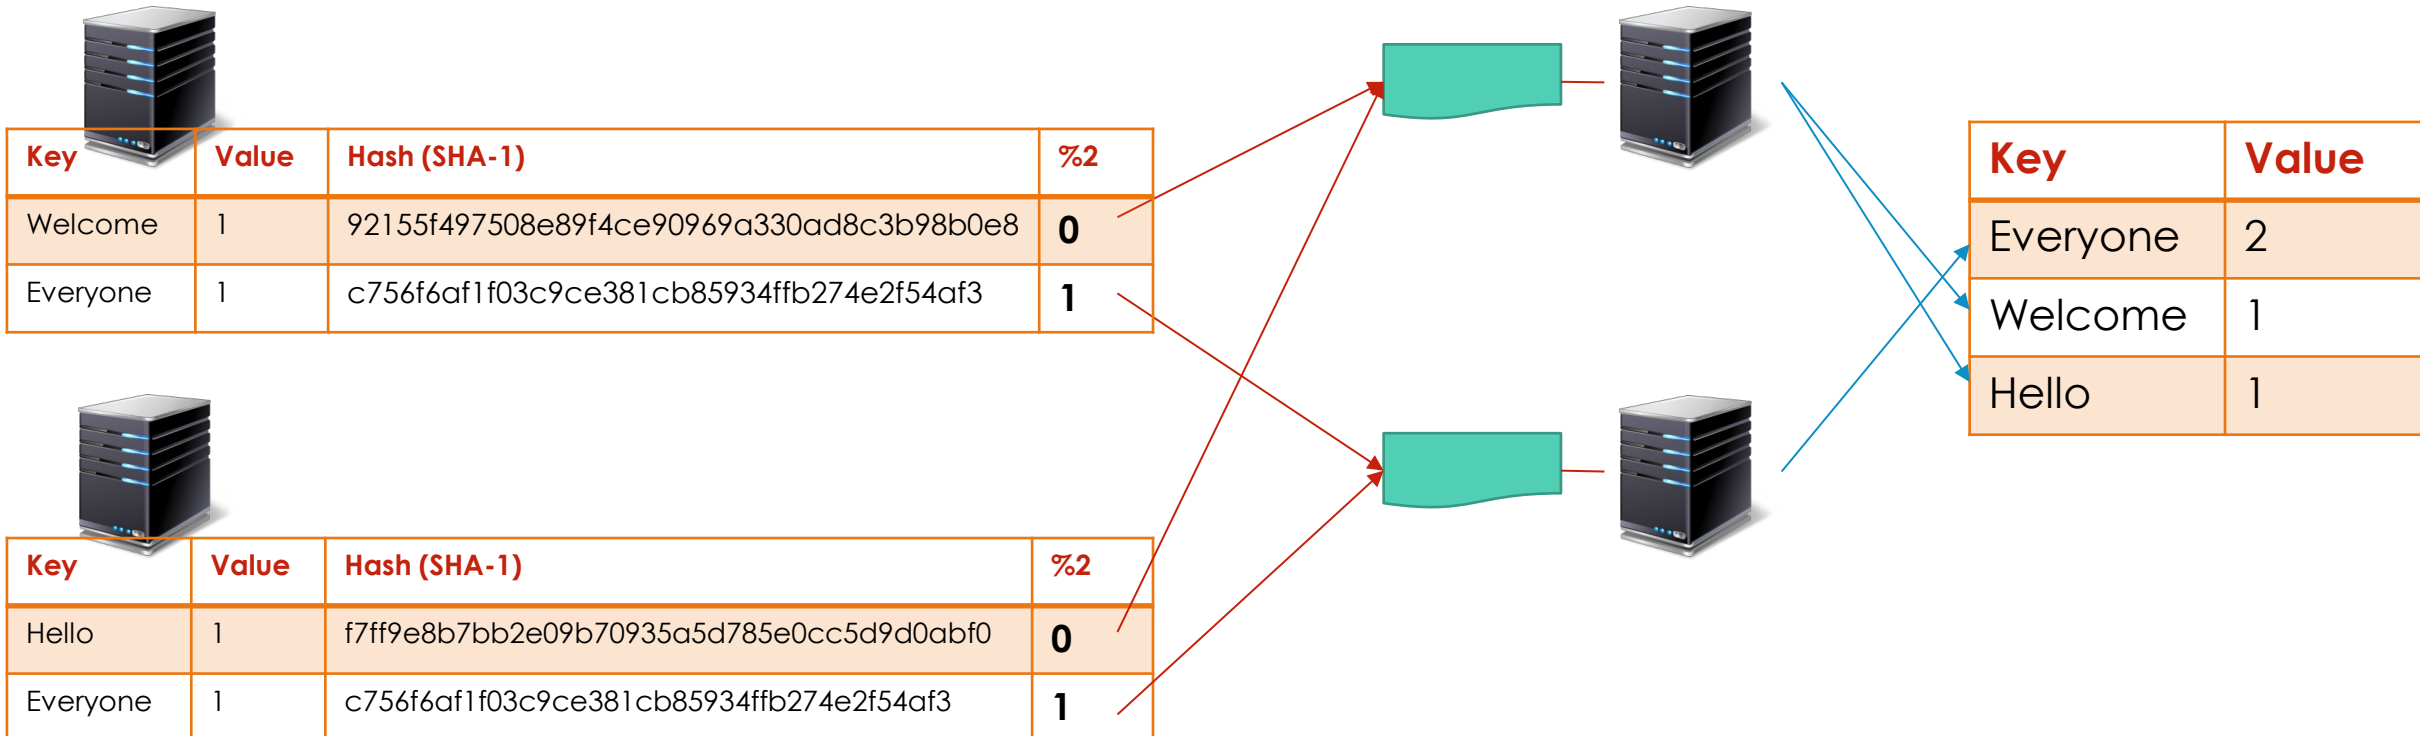 Key Value Hash (SHA-1) %2
Welcome 1 92155f497508e89f4ce90969a330ad8c3b98b0e8 0
Everyone 1 c756f6af1f03c9ce381cb85934ffb274e2f54af3 1
Key Value Hash (SHA-1) %2
Hello 1 f7ff9e8b7bb2e09b70935a5d785e0cc5d9d0abf0 0
Everyone 1 c756f6af1f03c9ce381cb85934ffb274e2f54af3 1
Key Value
Everyone 2
Welcome 1
Hello 1